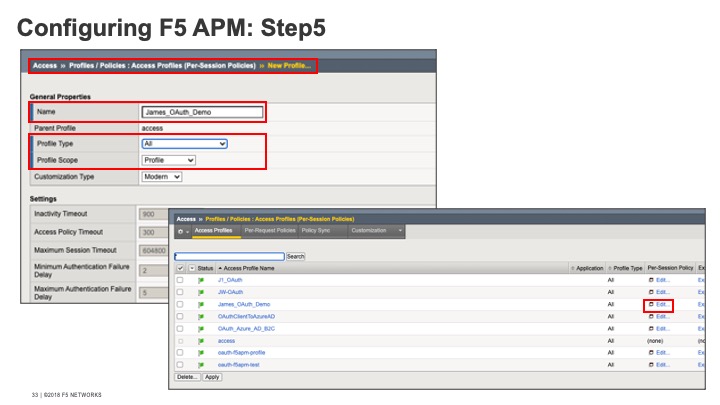 Configuring F5 APM: Step5
Access ›› Profiles / Policies : Access Profiles (Per-Session Policies) ›› New Profile...
General Properties
Name James_OAuth_Demo
Parent Profile access
Profile Type All
Profile Scope Profile
Customization Type Modern
Settings
Inactivity Timeout 900
Access Policy Timeout 300
Maximum Session Timeout 604800
Minimum Authentication Failure
Delay 2
Maximum Authentication Failure
Delay 5
Access ›› Profiles / Policies : Access Profiles (Per-Session Policies)
Access Profiles Per-Request Policies Policy Sync Customization
* Search
Status Access Profile Name Application Profile Type Per-Session Policy Ex
J1_OAuth All Edit... Ex
JW-OAuth All Edit... Ex
James_OAuth_Demo All Edit... Ex
OAuthClientToAzureAD All Edit... Ex
OAuth_Azure_AD_B2C All Edit... Ex
access All (none) (no
oauth-f5apm-profile All Edit... Ex
oauth-f5apm-test All Edit... Ex
Delete... Apply
33 | ©2018 F5 NETWORKS